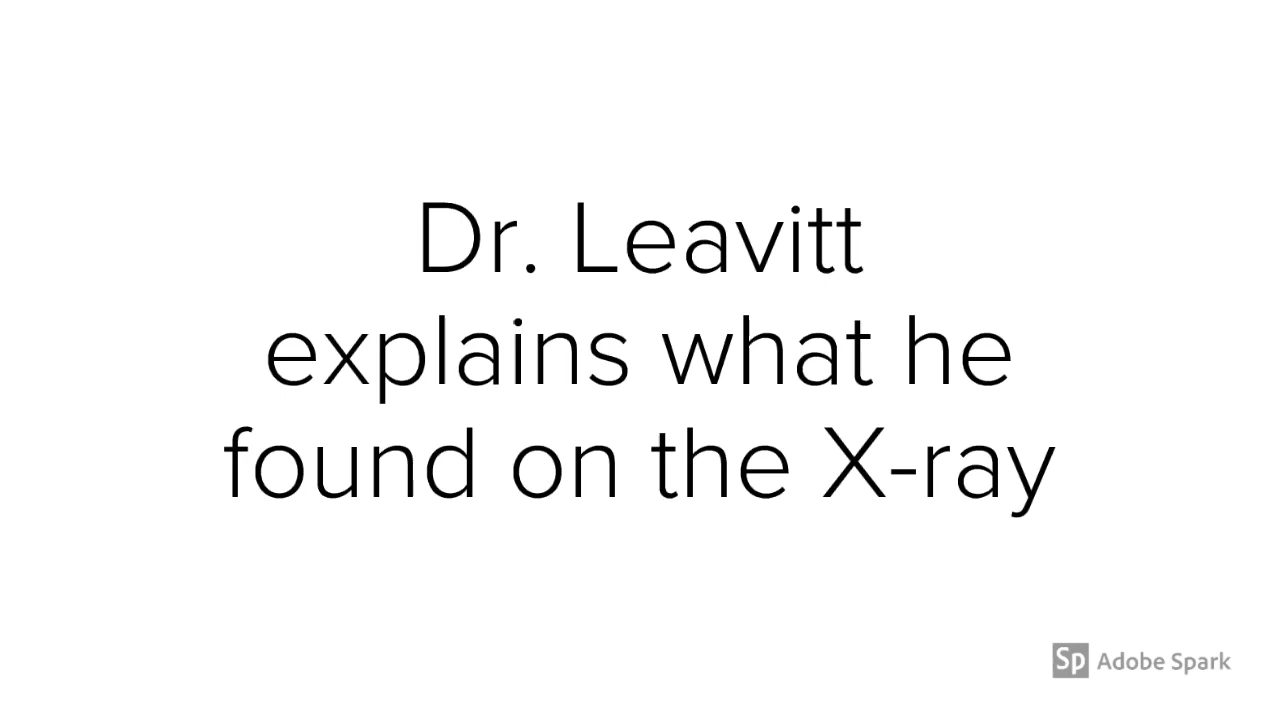 Dr. Leavitt
explains what he
found on the X-ray
Sp Adobe Spark